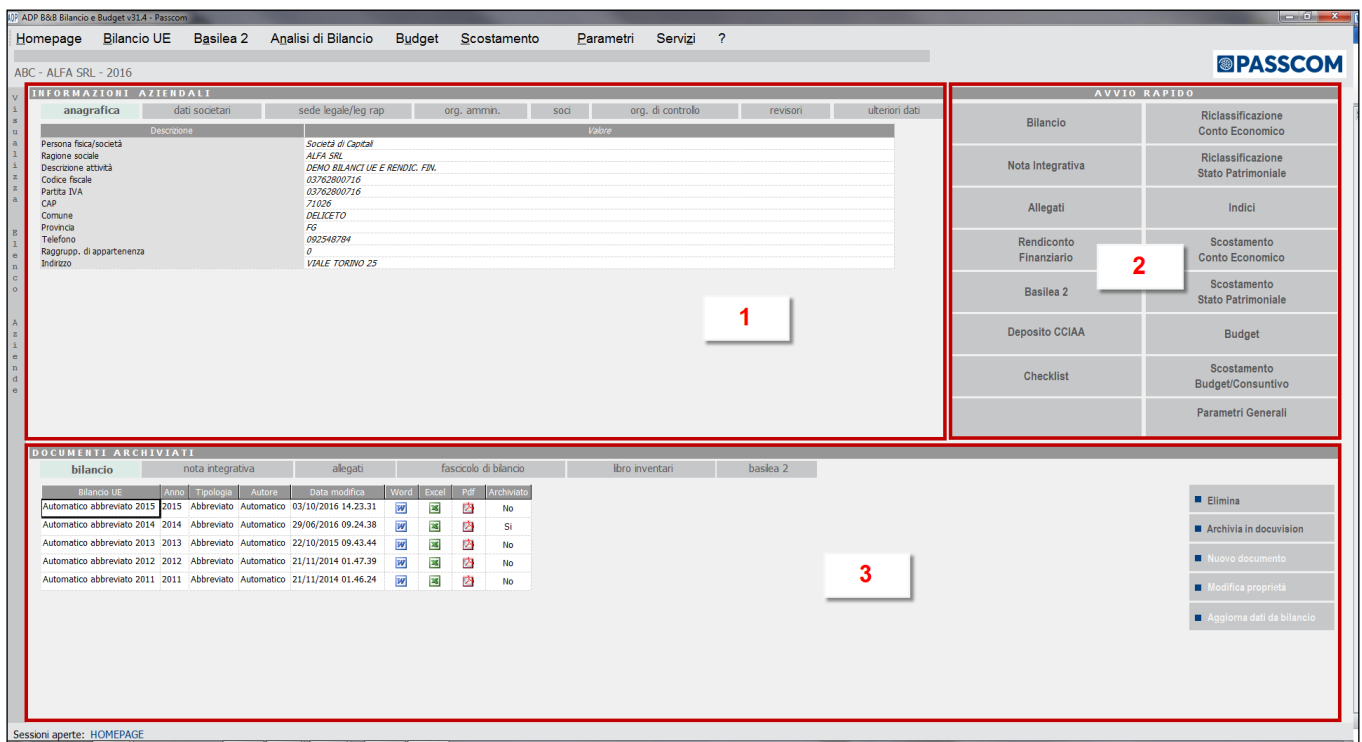 ADP B&B Bilancio e Budget v31.4 - Passcom
Homepage Bilancio UE Basilea 2 Analisi di Bilancio Budget Scostamento Parametri Servizi ?
PASSCOM
ABC - ALFA SRL - 2016
Visualizza Elenco Aziende
INFORMAZIONI AZIENDALI
anagrafica dati societari sede legale/leg rap org. ammin. soci org. di controllo revisori ulteriori dati
Descrizione Valore
Persona fisica/società Società di Capitali
Ragione sociale ALFA SRL
Descrizione attività DEMO BILANCI UE E RENDIC. FIN.
Codice fiscale 03762800716
Partita IVA 03762800716
CAP 71026
Comune DELICETO
Provincia FG
Telefono 092548784
Raggrupp. di appartenenza 0
Indirizzo VIALE TORINO 25
1
AVVIO RAPIDO
Bilancio
Riclassificazione
Conto Economico
Nota Integrativa
Riclassificazione
Stato Patrimoniale
Allegati
Indici
Rendiconto
Finanziario
Scostamento
Conto Economico
2
Basilea 2
Scostamento
Stato Patrimoniale
Deposito CCIAA
Budget
Checklist
Scostamento
Budget/Consuntivo
Parametri Generali
DOCUMENTI ARCHIVIATI
bilancio nota integrativa allegati fascicolo di bilancio libro inventari basilea 2
Bilancio UE Anno Tipologia Autore Data modifica Word Excel Pdf Archiviato
Automatico abbreviato 2015 2015 Abbreviato Automatico 03/10/2016 14.23.31 No
Automatico abbreviato 2014 2014 Abbreviato Automatico 29/06/2016 09.24.38 Si
Automatico abbreviato 2013 2013 Abbreviato Automatico 22/10/2015 09.43.44 No
Automatico abbreviato 2012 2012 Abbreviato Automatico 21/11/2014 01.47.39 No
Automatico abbreviato 2011 2011 Abbreviato Automatico 21/11/2014 01.46.24 No
3
Elimina
Archivia in docuvision
Nuovo documento
Modifica proprietà
Aggiorna dati da bilancio
Sessioni aperte: HOMEPAGE